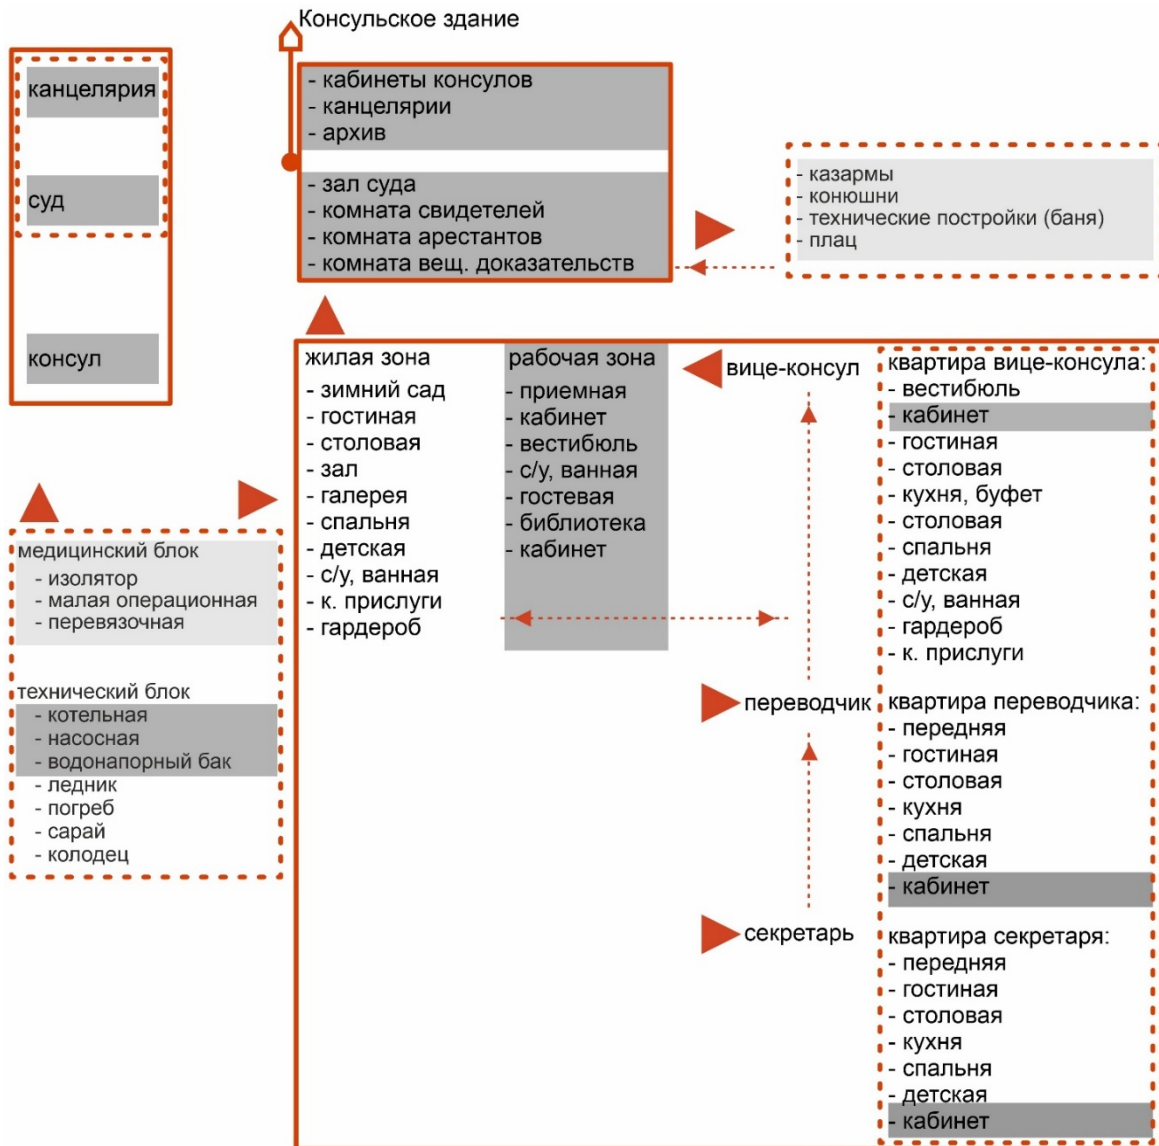 Консульское здание
канцелярия
суд
консул
- кабинеты консулов
- канцелярии
- архив
- зал суда
- комната свидетелей
- комната арестантов
- комната вещ. доказательств
- казармы
- конюшни
- технические постройки (баня)
- плац
медицинский блок
- изолятор
- малая операционная
- перевязочная
технический блок
- котельная
- насосная
- водонапорный бак
- ледник
- погреб
- сарай
- колодец
жилая зона
- зимний сад
- гостиная
- столовая
- зал
- галерея
- спальня
- детская
- с/у, ванная
- к. прислуги
- гардероб
рабочая зона
- приемная
- кабинет
- вестибюль
- с/у, ванная
- гостевая
- библиотека
- кабинет
вице-консул
переводчик
секретарь
квартира вице-консула:
- вестибюль
- кабинет
- гостиная
- столовая
- кухня, буфет
- столовая
- спальня
- детская
- с/у, ванная
- гардероб
- к. прислуги
квартира переводчика:
- передняя
- гостиная
- столовая
- кухня
- спальня
- детская
- кабинет
квартира секретаря:
- передняя
- гостиная
- столовая
- кухня
- спальня
- детская
- кабинет